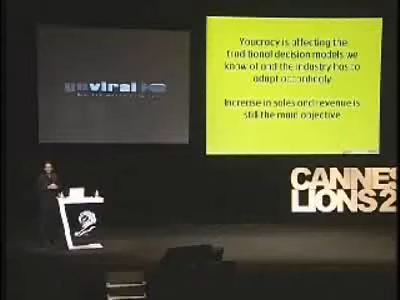 goviral
Youcracy is affecting the
traditional decision models we
know of and the industry has to
adapt accordingly
Increase in sales and revenue is
still the main objective
CANNES
LIONS 2